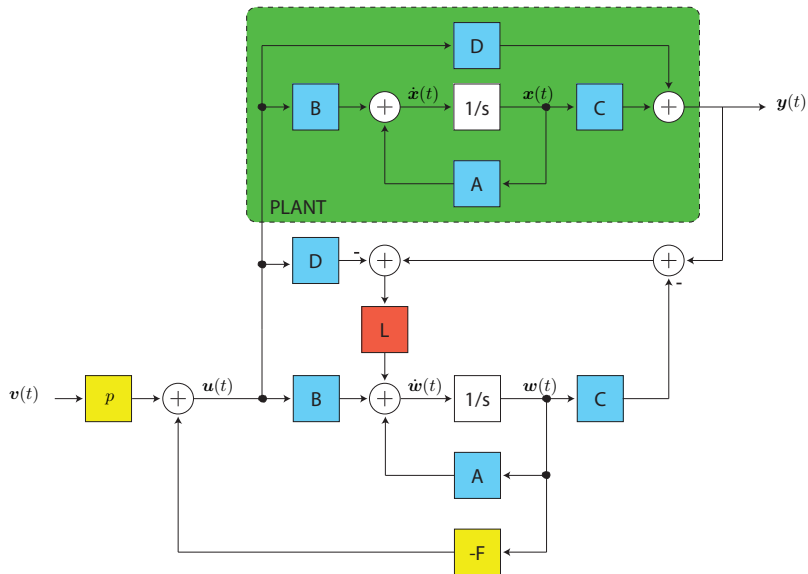 D
B
ẋ(t)
1/s
x(t)
C
y(t)
A
PLANT
D
-
-
L
v(t)
p
u(t)
B
ẇ(t)
1/s
w(t)
C
A
-F